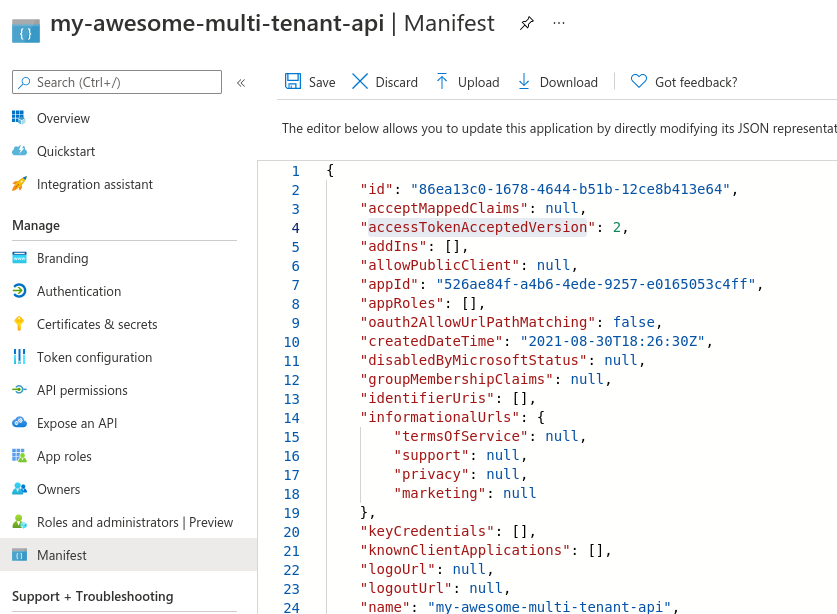 my-awesome-multi-tenant-api | Manifest
Search (Ctrl+/)
«
Save
Discard
Upload
Download
Got feedback?
Overview
Quickstart
Integration assistant
Manage
Branding
Authentication
Certificates & secrets
Token configuration
API permissions
Expose an API
App roles
Owners
Roles and administrators | Preview
Manifest
Support + Troubleshooting
The editor below allows you to update this application by directly modifying its JSON representat
1 {
2 "id": "86ea13c0-1678-4644-b51b-12ce8b413e64",
3 "acceptMappedClaims": null,
4 "accessTokenAcceptedVersion": 2,
5 "addIns": [],
6 "allowPublicClient": null,
7 "appId": "526ae84f-a4b6-4ede-9257-e0165053c4ff",
8 "appRoles": [],
9 "oauth2AllowUrlPathMatching": false,
10 "createdDateTime": "2021-08-30T18:26:30Z",
11 "disabledByMicrosoftStatus": null,
12 "groupMembershipClaims": null,
13 "identifierUris": [],
14 "informationalUrls": {
15 "termsOfService": null,
16 "support": null,
17 "privacy": null,
18 "marketing": null
19 },
20 "keyCredentials": [],
21 "knownClientApplications": [],
22 "logoUrl": null,
23 "logoutUrl": null,
24 "name": "my-awesome-multi-tenant-api",